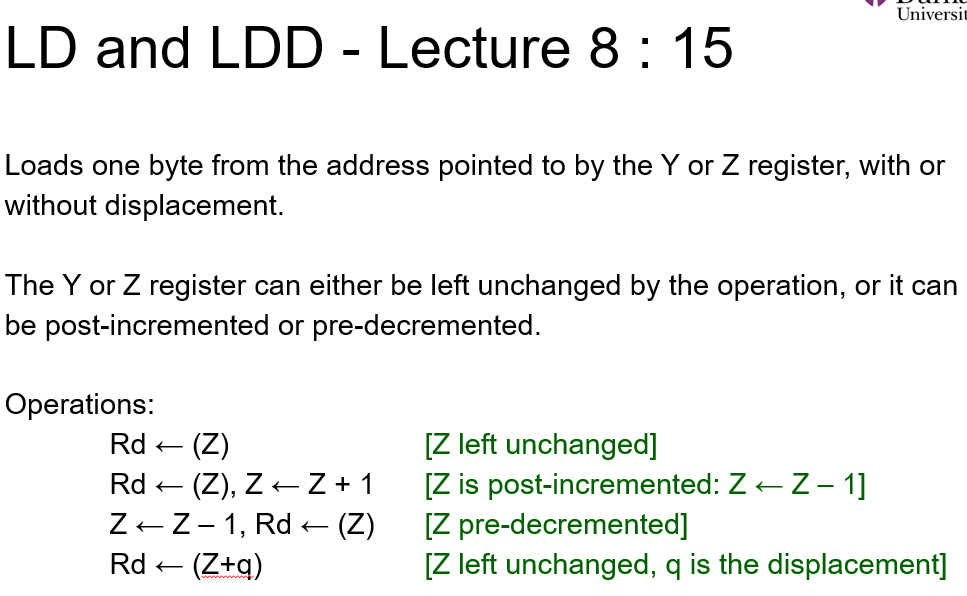 Universit
LD and LDD - Lecture 8 : 15
Loads one byte from the address pointed to by the Y or Z register, with or
without displacement.
The Y or Z register can either be left unchanged by the operation, or it can
be post-incremented or pre-decremented.
Operations:
Rd ← (Z) [Z left unchanged]
Rd ← (Z), Z ← Z + 1 [Z is post-incremented: Z ← Z – 1]
Z ← Z – 1, Rd ← (Z) [Z pre-decremented]
Rd ← (Z+q) [Z left unchanged, q is the displacement]